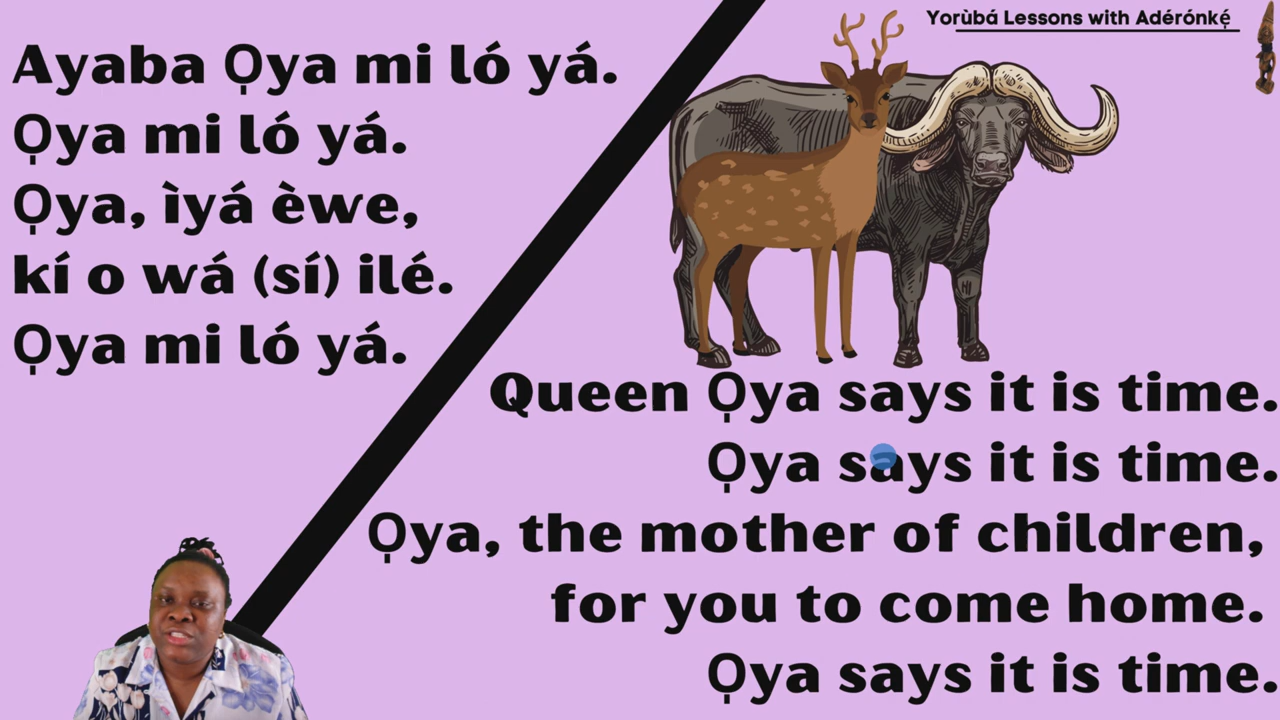 Yorùbá Lessons with Adérónkẹ́
Ayaba Ọya mi ló yá.
Ọya mi ló yá.
Ọya, ìyá èwe,
kí o wá (sí) ilé.
Ọya mi ló yá.
Queen Ọya says it is time.
Ọya says it is time.
Ọya, the mother of children,
for you to come home.
Ọya says it is time.